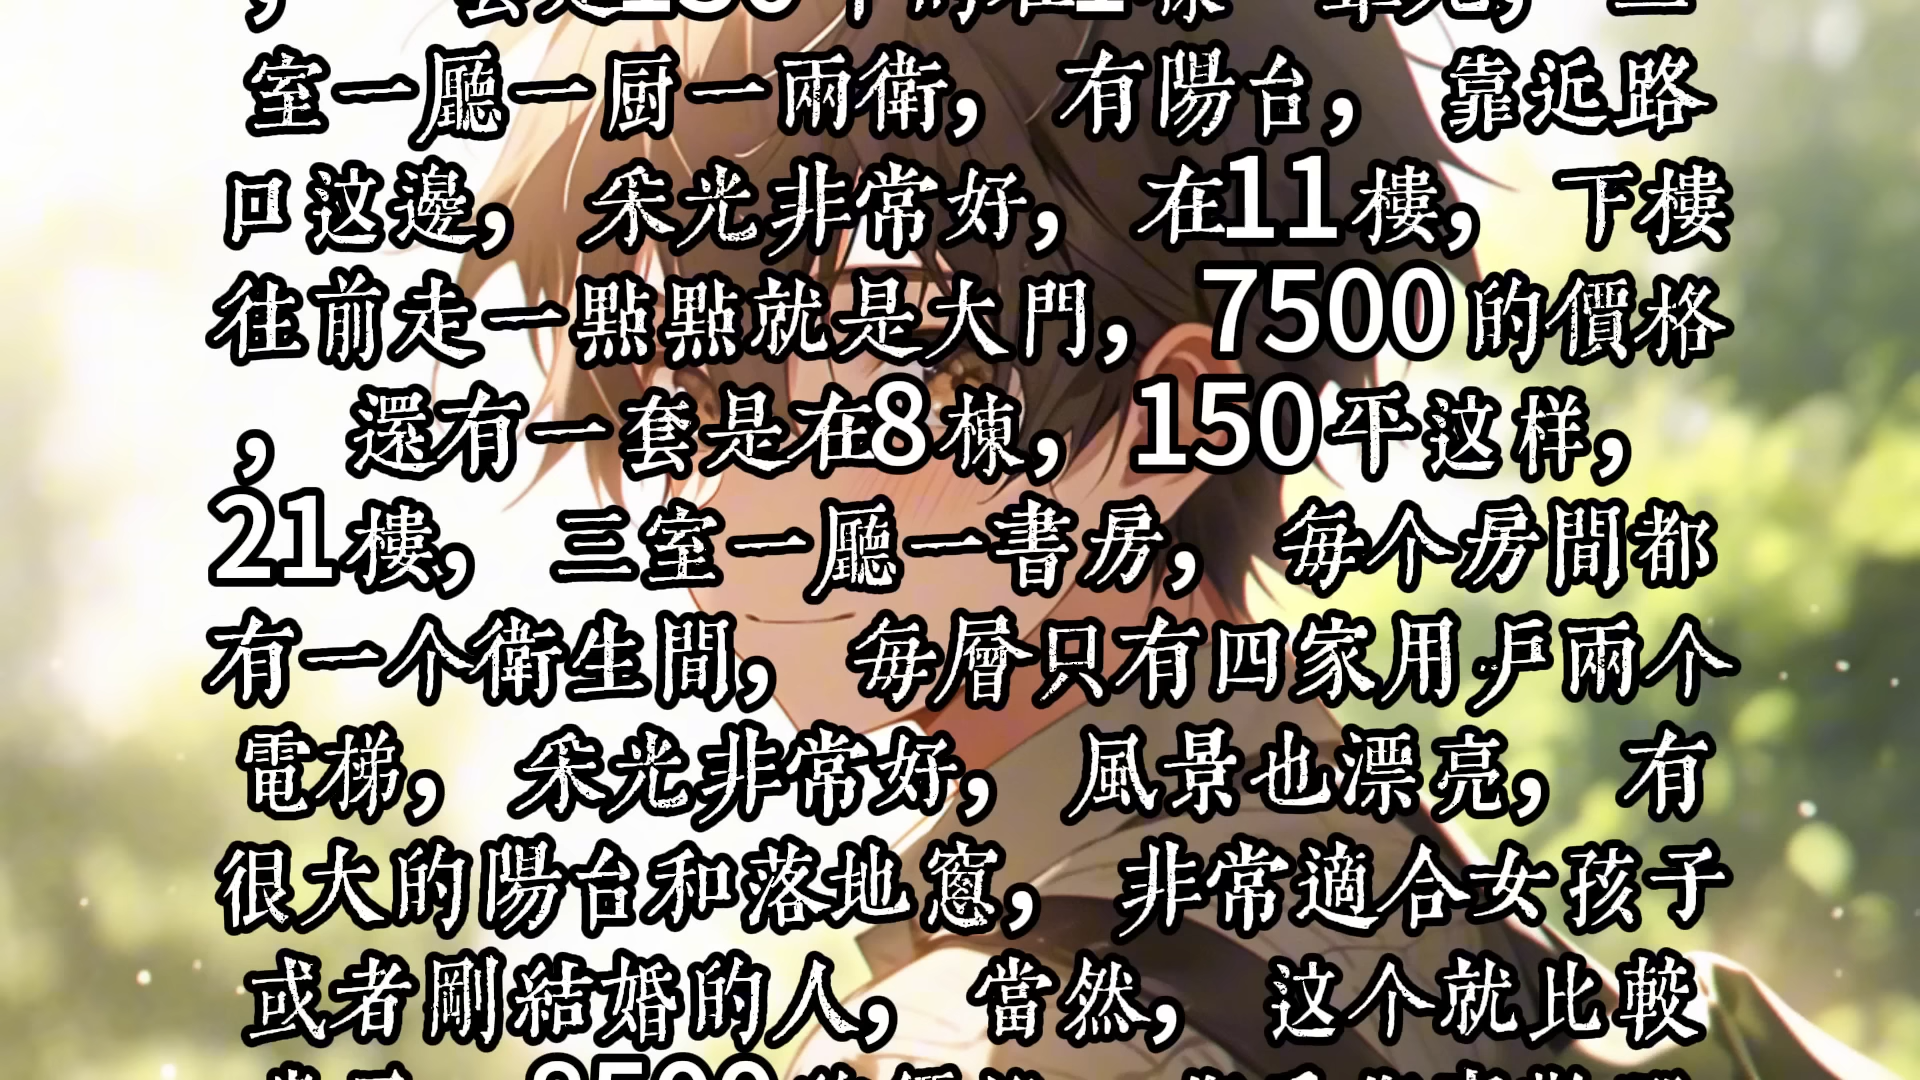 室一廳一厨一兩衛， 有陽台， 靠近路
口这邊， 采光非常好， 在11樓， 下樓
往前走一點點就是大門， 7500的價格
， 還有一套是在8棟， 150平这样，
21樓， 三室一廳一書房， 每个房間都
有一个衛生間， 每層只有四家用戶兩个
電梯， 采光非常好， 風景也漂亮， 有
很大的陽台和落地窗， 非常適合女孩子
或者剛結婚的人， 當然， 这个就比較